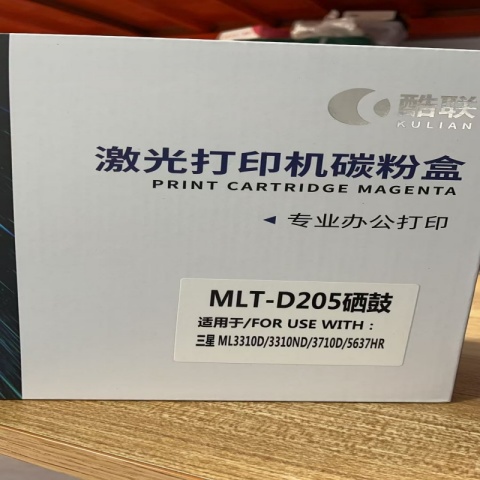 酷联
KULIAN
激光打印机碳粉盒
PRINT CARTRIDGE MAGENTA
专业办公打印
MLT-D205硒鼓
适用于/FOR USE WITH：
三星 ML3310D/3310ND/3710D/5637HR